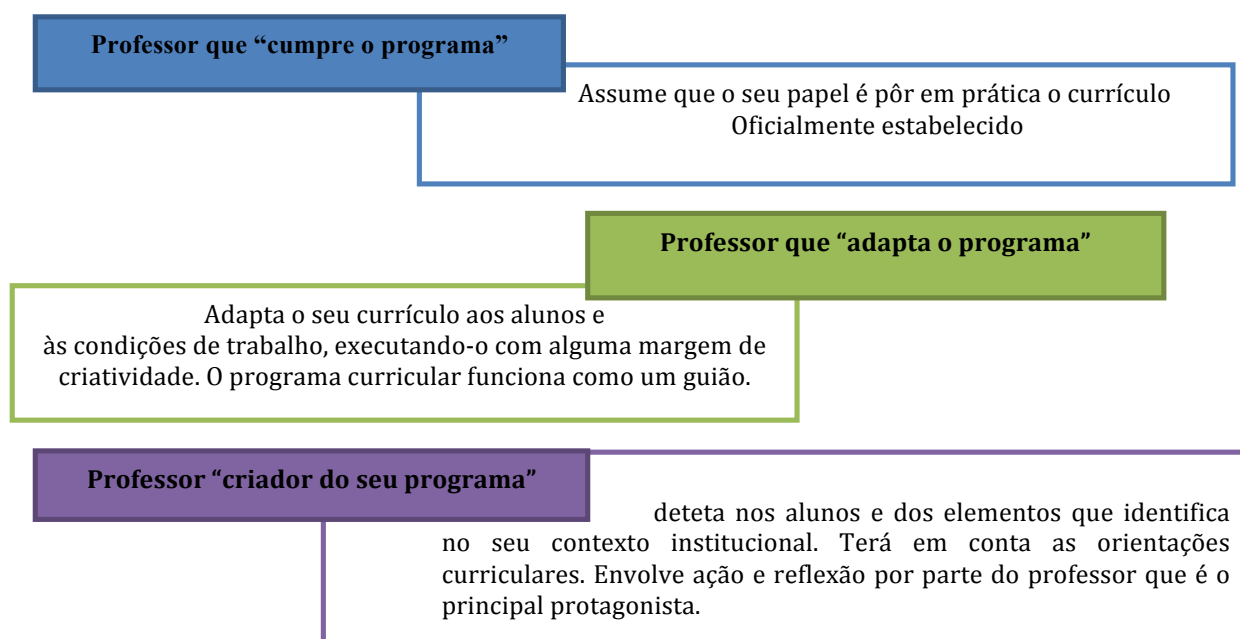 Professor que “cumpre o programa”
Assume que o seu papel é pôr em prática o currículo
Oficialmente estabelecido
Professor que “adapta o programa”
Adapta o seu currículo aos alunos e
às condições de trabalho, executando-o com alguma margem de
criatividade. O programa curricular funciona como um guião.
Professor “criador do seu programa”
deteta nos alunos e dos elementos que identifica
no seu contexto institucional. Terá em conta as orientações
curriculares. Envolve ação e reflexão por parte do professor que é o
principal protagonista.